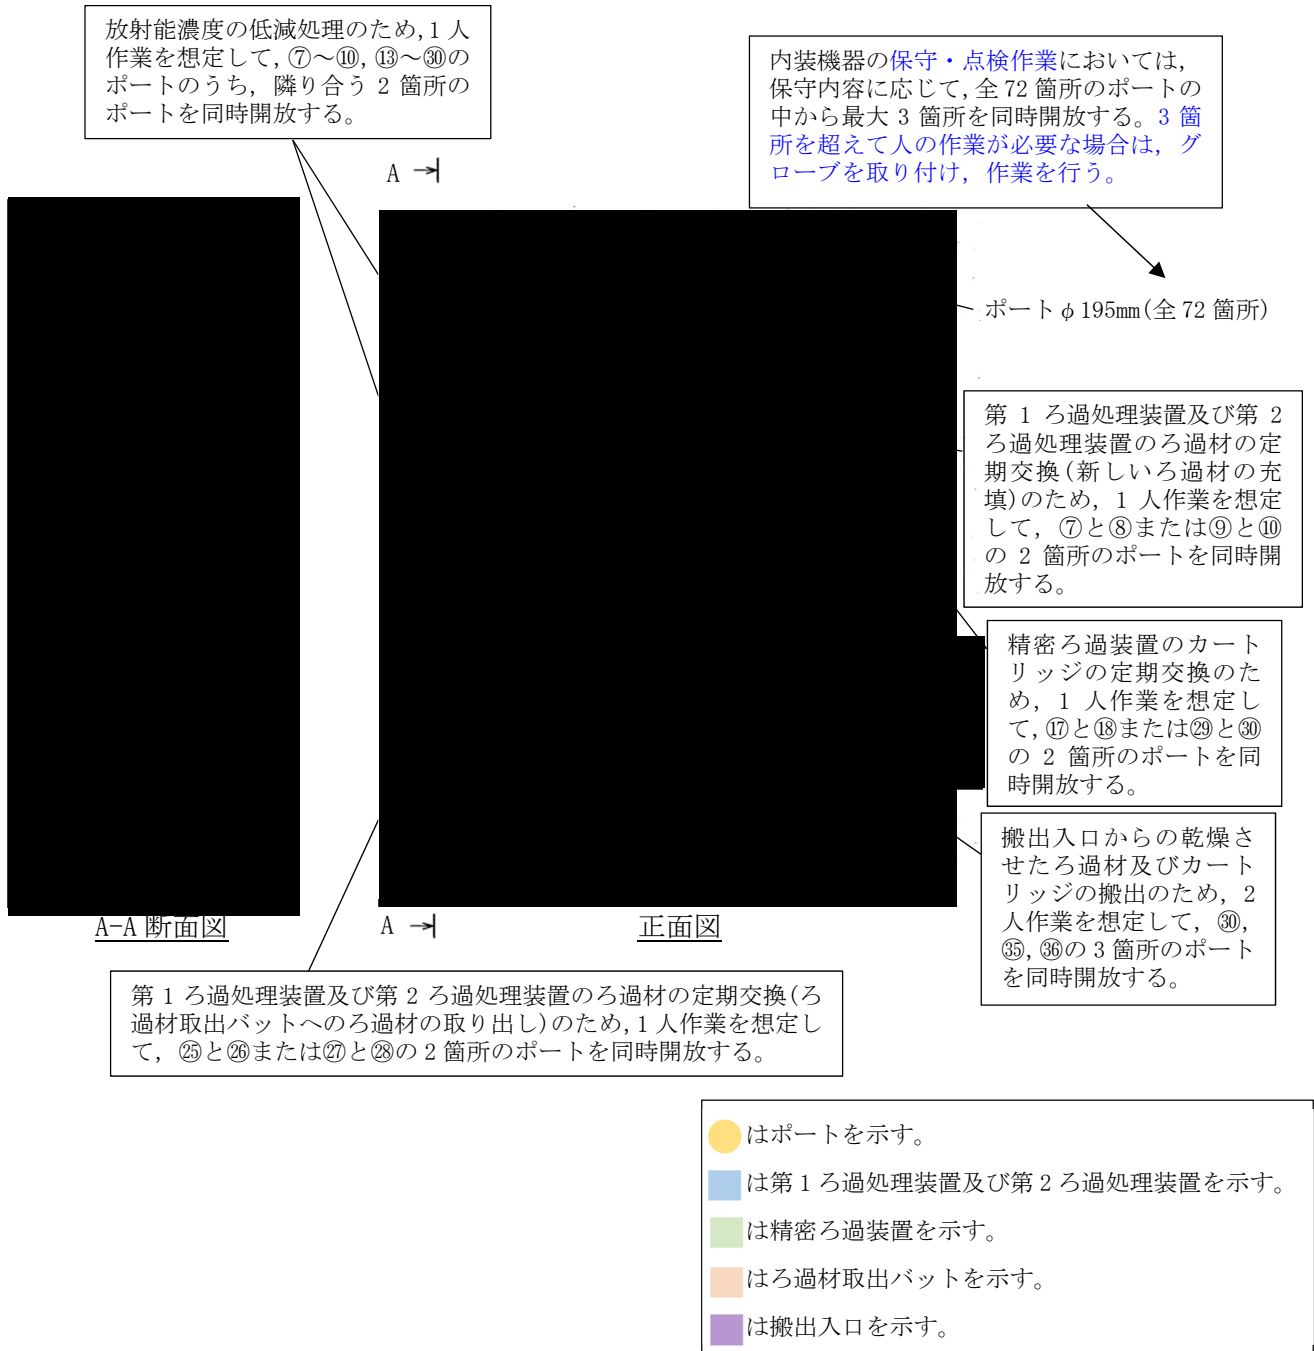 放射能濃度の低減処理のため,1人
作業を想定して,⑦～⑩,⑬～㉚の
ポートのうち，隣り合う2箇所の
ポートを同時開放する。
内装機器の保守・点検作業においては，
保守内容に応じて,全72箇所のポートの
中から最大3箇所を同時開放する。3箇
所を超えて人の作業が必要な場合は，グ
ローブを取り付け，作業を行う。
A
ポートφ195mm(全72箇所)
第1ろ過処理装置及び第2
ろ過処理装置のろ過材の定
期交換(新しいろ過材の充
填)のため，1人作業を想定
して，⑦と⑧または⑨と⑩
の2箇所のポートを同時開
放する。
精密ろ過装置のカート
リッジの定期交換のた
め，1人作業を想定し
て,⑰と⑱または㉙と㉚
の2箇所のポートを同
時開放する。
搬出入口からの乾燥さ
せたろ過材及びカート
リッジの搬出のため，2
人作業を想定して，㉚,
㉟,㊱の3箇所のポート
を同時開放する。
A-A断面図
A
正面図
第1ろ過処理装置及び第2ろ過処理装置のろ過材の定期交換(ろ
過材取出バットへのろ過材の取り出し)のため,1人作業を想定し
て，㉕と㉖または㉗と㉘の2箇所のポートを同時開放する。
はポートを示す。
は第1ろ過処理装置及び第2ろ過処理装置を示す。
は精密ろ過装置を示す。
はろ過材取出バットを示す。
は搬出入口を示す。